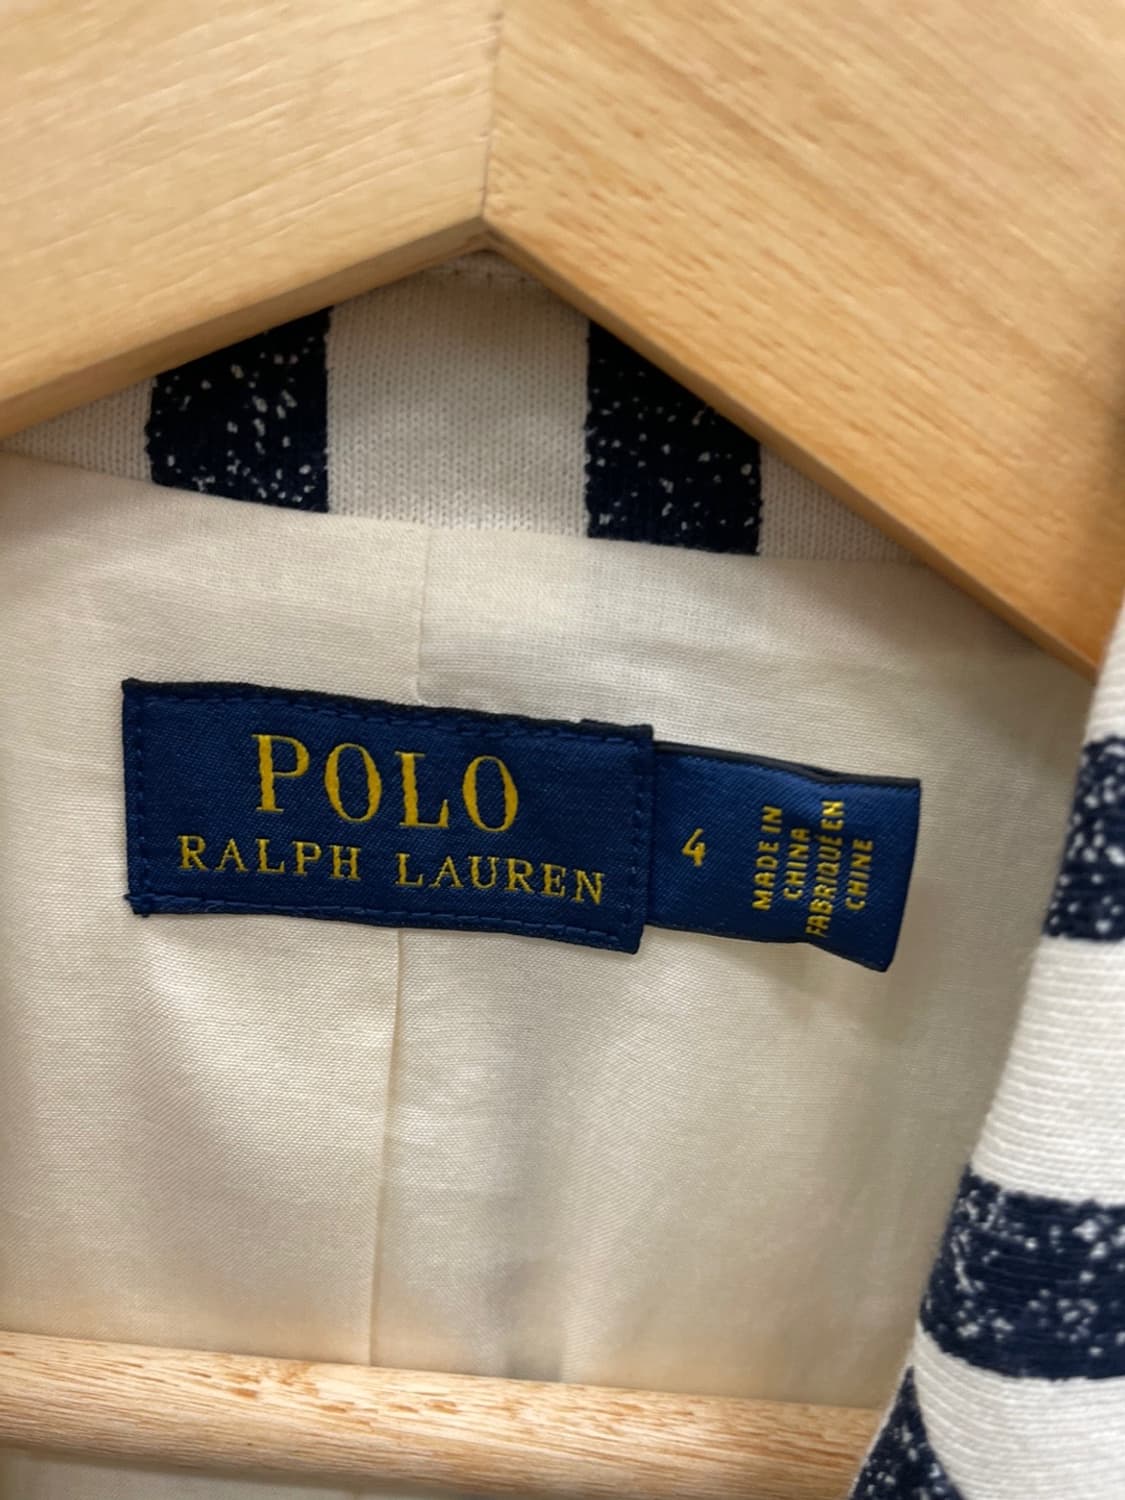 POLO
RALPH LAUREN
4
MADE IN
CHINA
FABRIQUÉ EN
CHINE